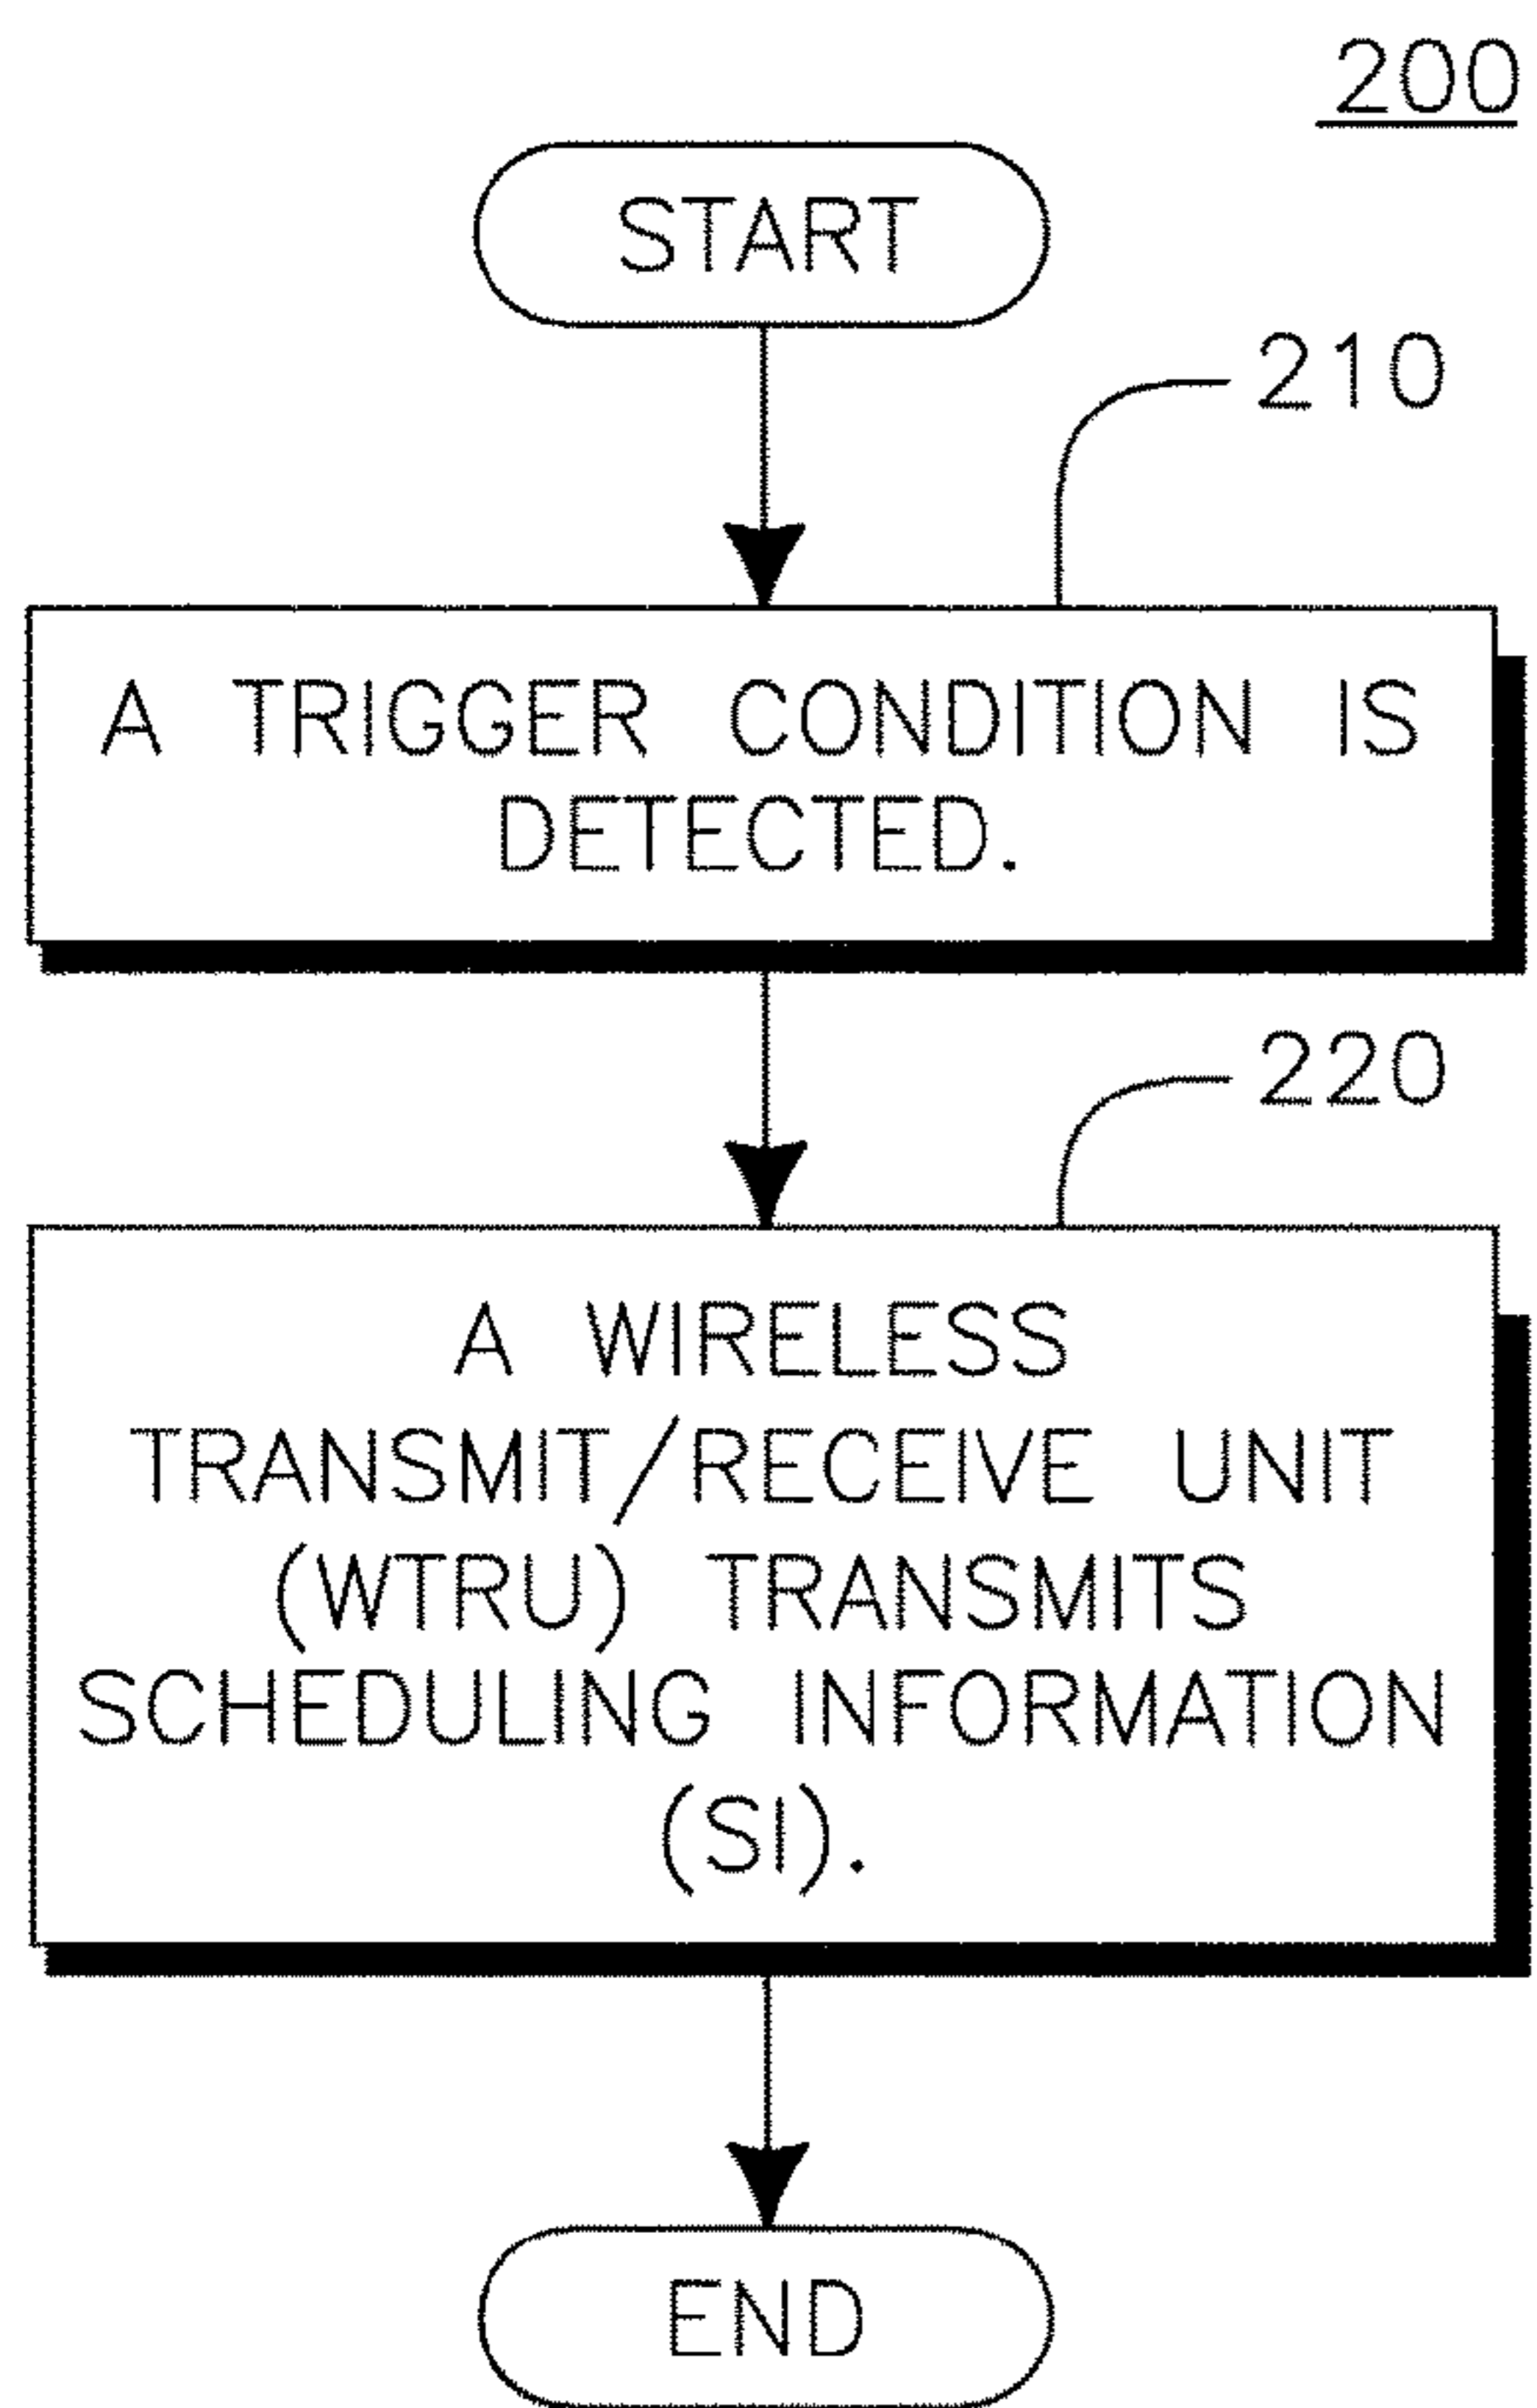 200
START
210
A TRIGGER CONDITION IS
DETECTED.
220
A WIRELESS
TRANSMIT/RECEIVE UNIT
(WTRU) TRANSMITS
SCHEDULING INFORMATION
(SI).
END